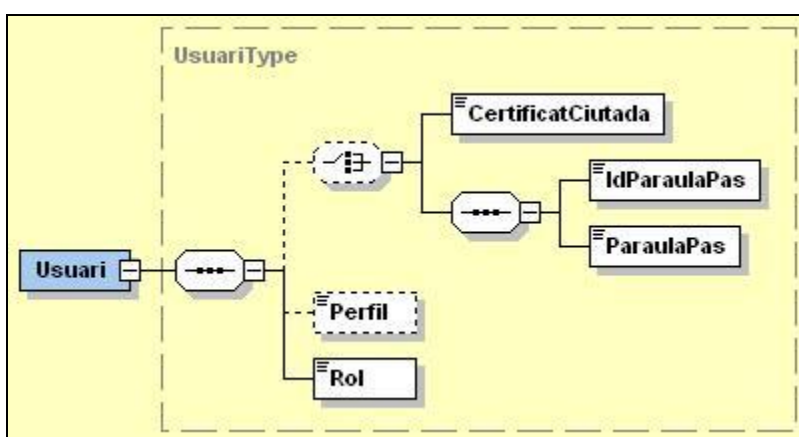 UsuariType
CertificatCiutada
IdParaulaPas
ParaulaPas
Usuari
Perfil
Rol